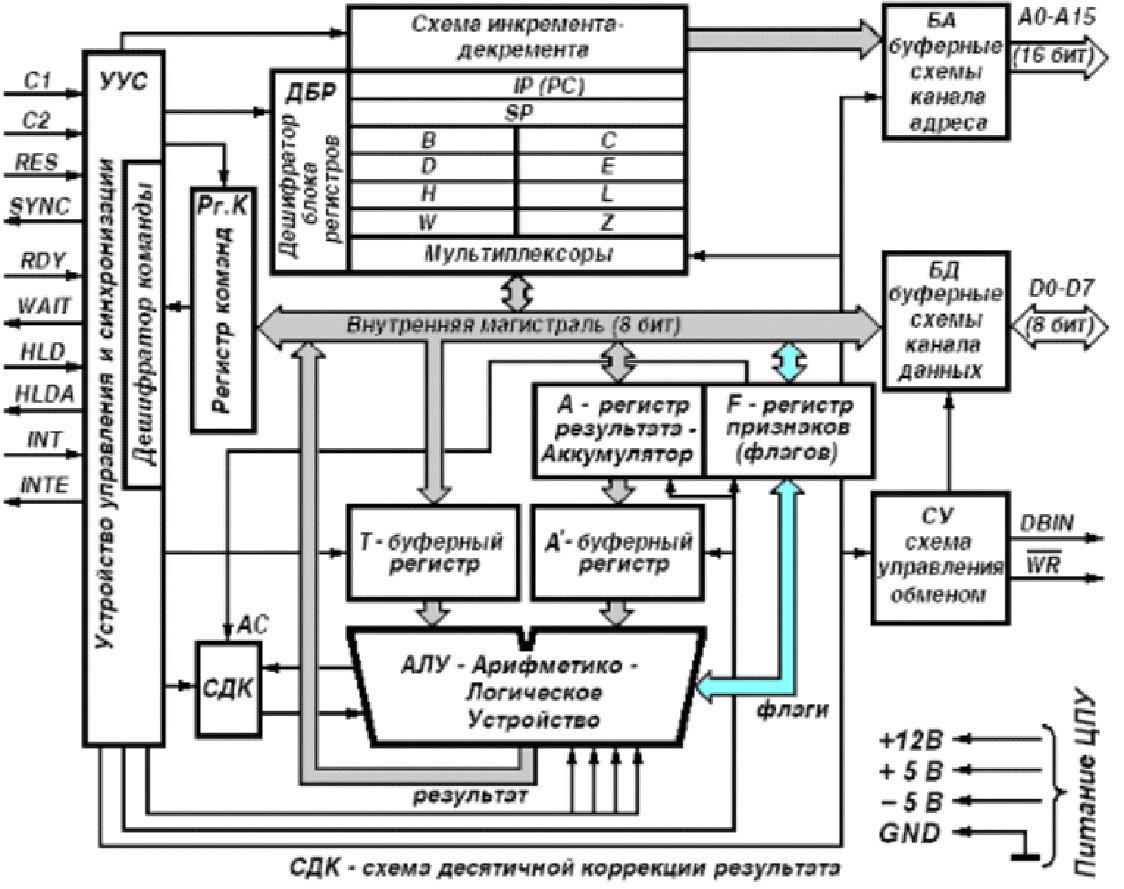 C1
C2
RES
SYNC
RDY
WAIT
HLD
HLDA
INT
INTE
УУС
Устройство управления и синхронизации
Дешифратор команды
Рг.К
Регистр команд
ДБР
Дешифратор
блока
регистров
Схема инкремента-
декремента
IP (PC)
SP
B
C
D
E
H
L
W
Z
Мультиплексоры
БА
буферные
схемы
канала
адреса
A0-A15
(16 бит)
Внутренняя магистраль (8 бит)
БД
буферные
схемы
канала
данных
D0-D7
(8 бит)
А - регистр
результата -
Аккумулятор
F - регистр
признаков
(флагов)
Т - буферный
регистр
А'- буферный
регистр
СУ
схема
управления
обменом
DBIN
WR
АС
СДК
АЛУ - Арифметико -
Логическое
Устройство
флаги
результат
+12В
+ 5 В
– 5 В
GND
Питание ЦПУ
СДК - схема десятичной коррекции результата